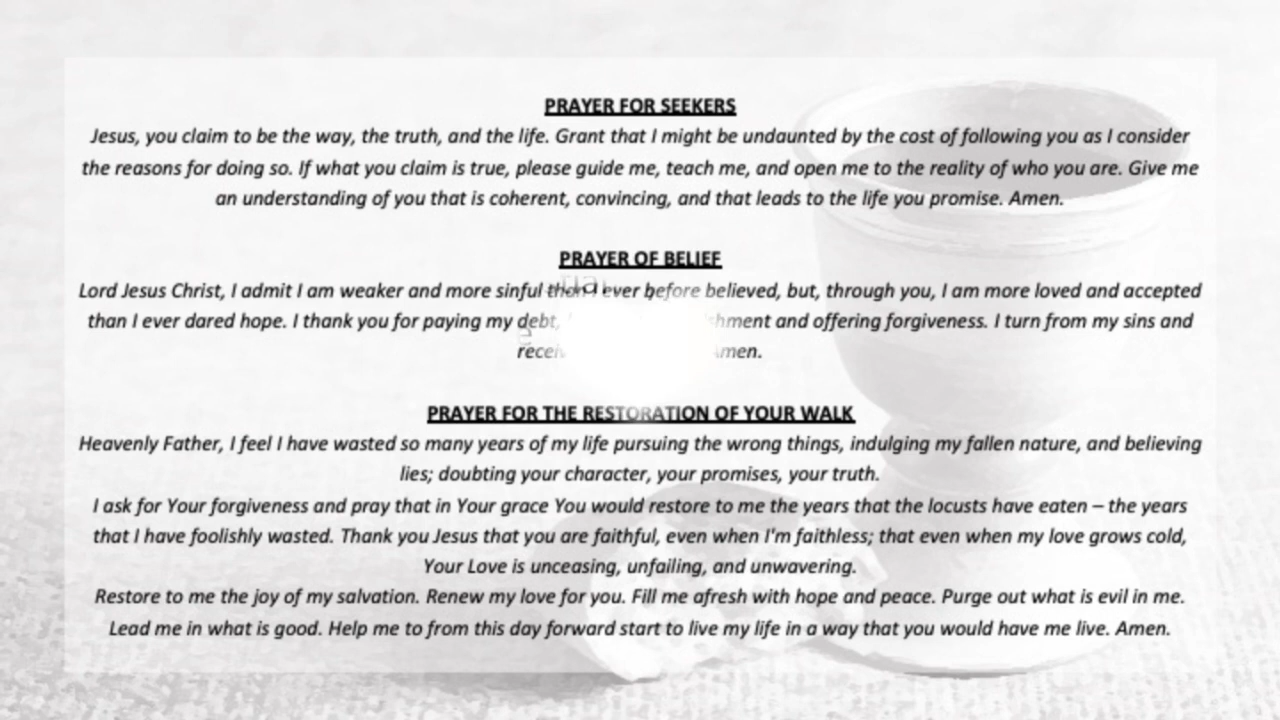 PRAYER FOR SEEKERS
Jesus, you claim to be the way, the truth, and the life. Grant that I might be undaunted by the cost of following you as I consider
the reasons for doing so. If what you claim is true, please guide me, teach me, and open me to the reality of who you are. Give me
an understanding of you that is coherent, convincing, and that leads to the life you promise. Amen.
PRAYER OF BELIEF
Lord Jesus Christ, I admit I am weaker and more sinful than I ever before believed, but, through you, I am more loved and accepted
than I ever dared hope. I thank you for paying my debt, and offering forgiveness. I turn from my sins and
Amen.
PRAYER FOR THE RESTORATION OF YOUR WALK
Heavenly Father, I feel I have wasted so many years of my life pursuing the wrong things, indulging my fallen nature, and believing
lies; doubting your character, your promises, your truth.
I ask for Your forgiveness and pray that in Your grace You would restore to me the years that the locusts have eaten – the years
that I have foolishly wasted. Thank you Jesus that you are faithful, even when I'm faithless; that even when my love grows cold,
Your Love is unceasing, unfailing, and unwavering.
Restore to me the joy of my salvation. Renew my love for you. Fill me afresh with hope and peace. Purge out what is evil in me.
Lead me in what is good. Help me to from this day forward start to live my life in a way that you would have me live. Amen.